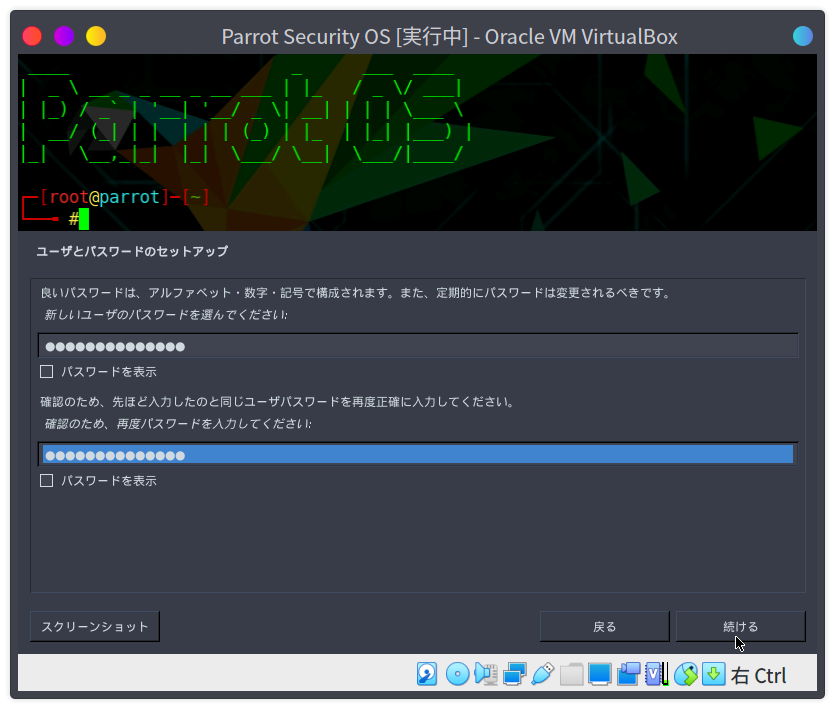 Parrot Security OS [実行中] - Oracle VM VirtualBox
Parrot OS
[root@parrot]-[~]
#
ユーザとパスワードのセットアップ
良いパスワードは、アルファベット・数字・記号で構成されます。また、定期的にパスワードは変更されるべきです。
新しいユーザのパスワードを選んでください:
●●●●●●●●●●●●●●
パスワードを表示
確認のため、先ほど入力したのと同じユーザパスワードを再度正確に入力してください。
確認のため、再度パスワードを入力してください:
●●●●●●●●●●●●●●
パスワードを表示
スクリーンショット
戻る
続ける
右 Ctrl